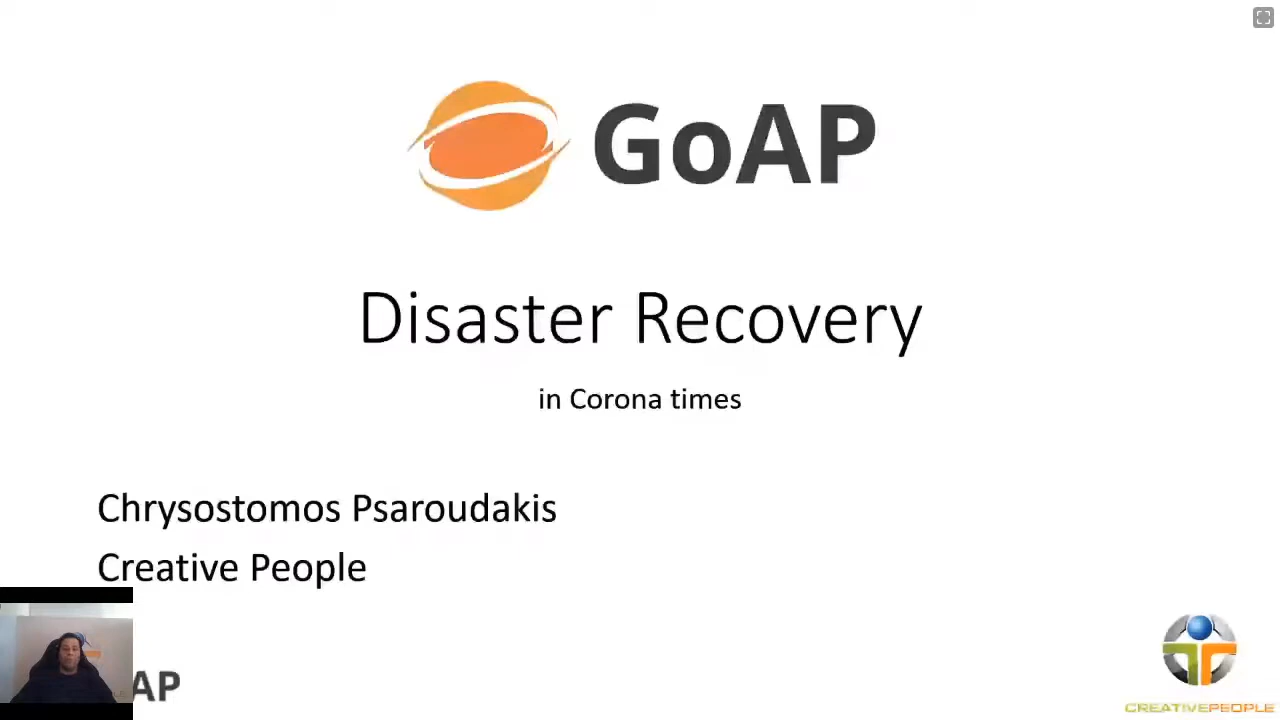 GoAP
Disaster Recovery
in Corona times
Chrysostomos Psaroudakis
Creative People
AP
CREATIVEPEOPLE